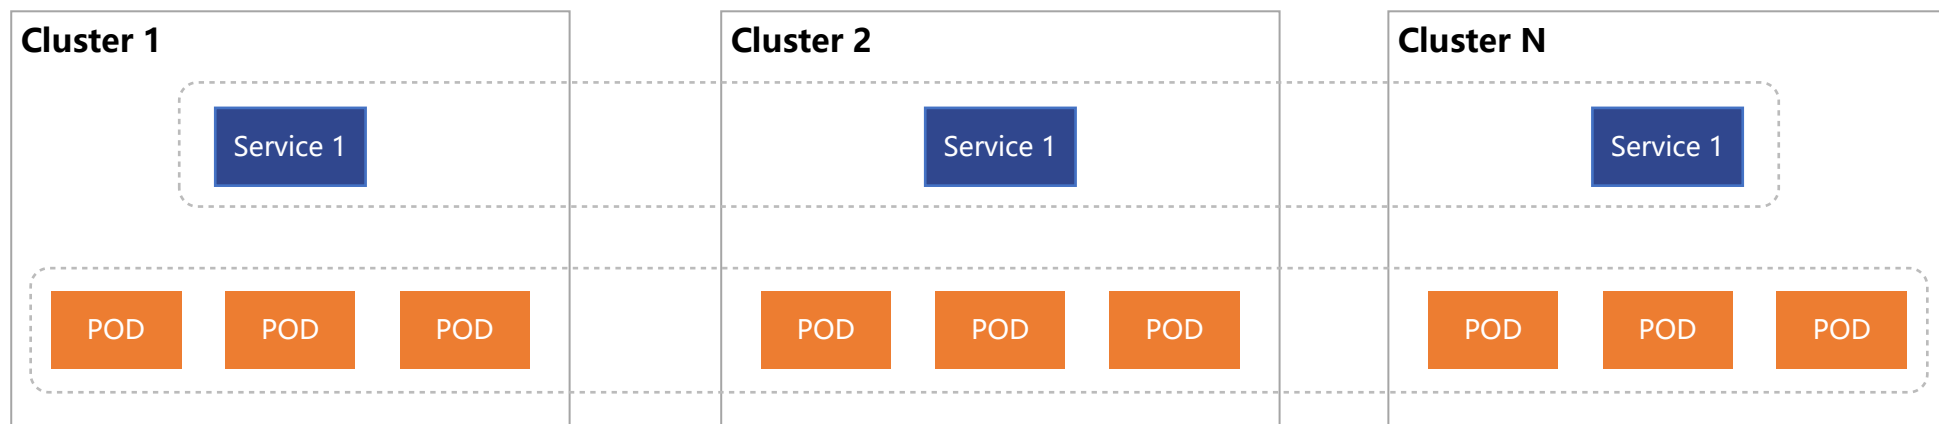 Cluster 1
Cluster 2
Cluster N
Service 1
Service 1
Service 1
POD
POD
POD
POD
POD
POD
POD
POD
POD